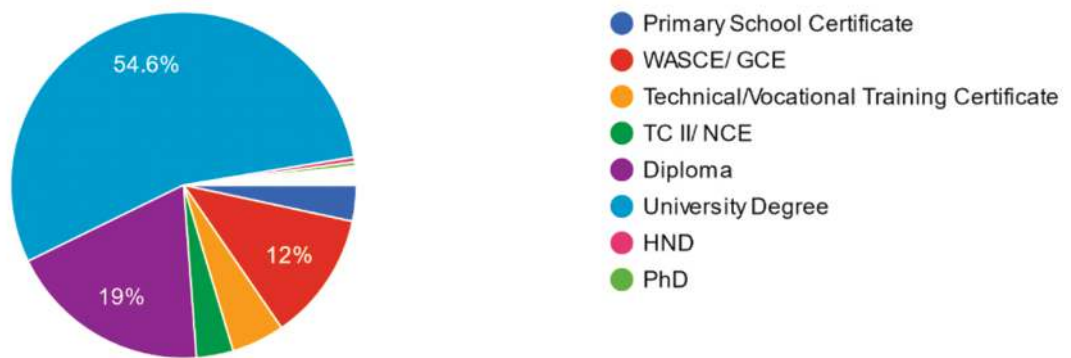 54.6%
12%
19%
Primary School Certificate
WASCE/ GCE
Technical/Vocational Training Certificate
TC II/ NCE
Diploma
University Degree
HND
PhD